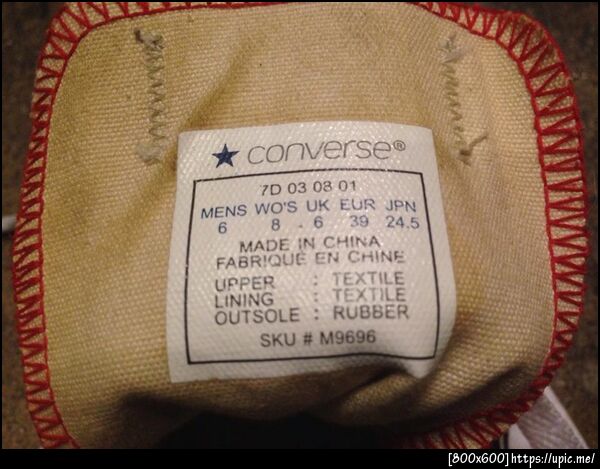 converse®
7D 03 08 01
MENS WO'S UK EUR JPN
6 8 . 6 39 24.5
MADE IN CHINA
FABRIQUÉ EN CHINE
UPPER : TEXTILE
LINING : TEXTILE
OUTSOLE : RUBBER
SKU # M9696
[800x600]https://upic.me/